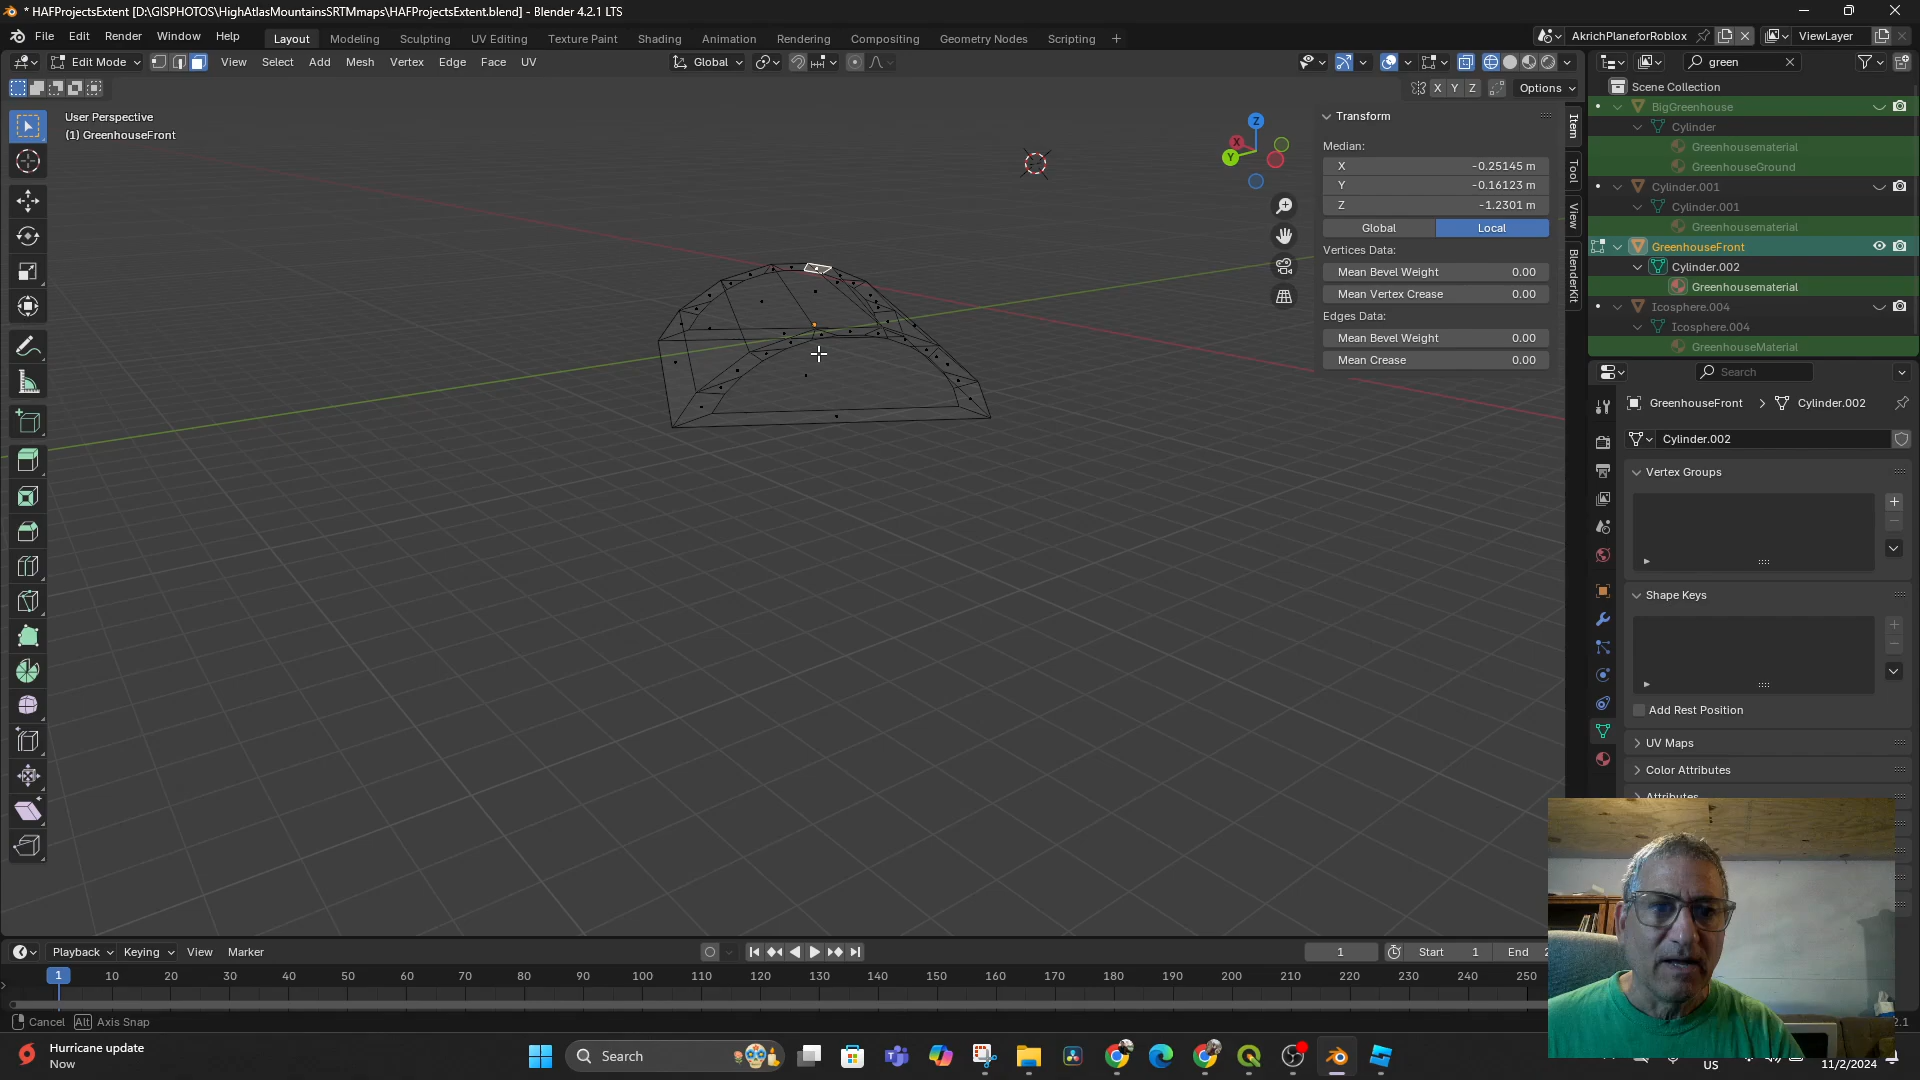 * HAFProjectsExtent [D:\GISPHOTOS\HighAtlasMountainsSRTMmaps\HAFProjectsExtent.blend] - Blender 4.2.1 LTS
File Edit Render Window Help
Layout Modeling Sculpting UV Editing Texture Paint Shading Animation Rendering Compositing Geometry Nodes Scripting +
AkrichPlaneforRoblox
ViewLayer
Edit Mode
View Select Add Mesh Vertex Edge Face UV
Global
green
X Y Z
Options
User Perspective
(1) GreenhouseFront
Z
X
Y
Transform
Median:
X -0.25145 m
Y -0.16123 m
Z -1.2301 m
Global Local
Vertices Data:
Mean Bevel Weight 0.00
Mean Vertex Crease 0.00
Edges Data:
Mean Bevel Weight 0.00
Mean Crease 0.00
Item
Tool
View
BlenderKit
Scene Collection
BigGreenhouse
Cylinder
Greenhousematerial
GreenhouseGround
Cylinder.001
Cylinder.001
Greenhousematerial
GreenhouseFront
Cylinder.002
Greenhousematerial
Icosphere.004
Icosphere.004
GreenhouseMaterial
Search
GreenhouseFront > Cylinder.002
Cylinder.002
Vertex Groups
Shape Keys
Add Rest Position
UV Maps
Color Attributes
Attributes
Playback Keying View Marker
1
Start 1
End
1 10 20 30 40 50 60 70 80 90 100 110 120 130 140 150 160 170 180 190 200 210 220 230 240 250
Cancel Alt Axis Snap
Hurricane update
Now
Search
US
11/2/2024